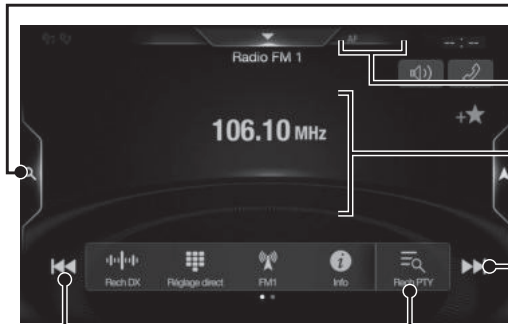 AF
--:--
Radio FM 1
106.10 MHz
Rech DX
Réglage direct
FM1
Info
Rech PTY